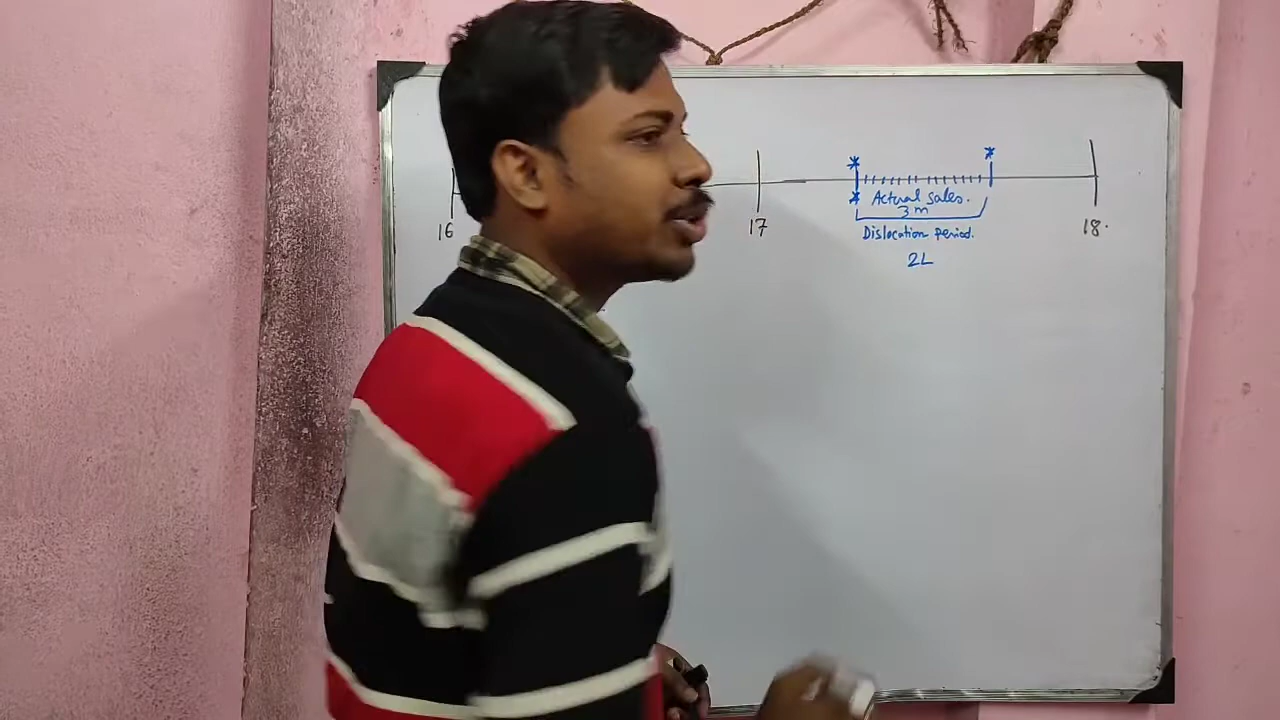 Actual sales.
3 m
16 17 18.
Dislocation period.
2L